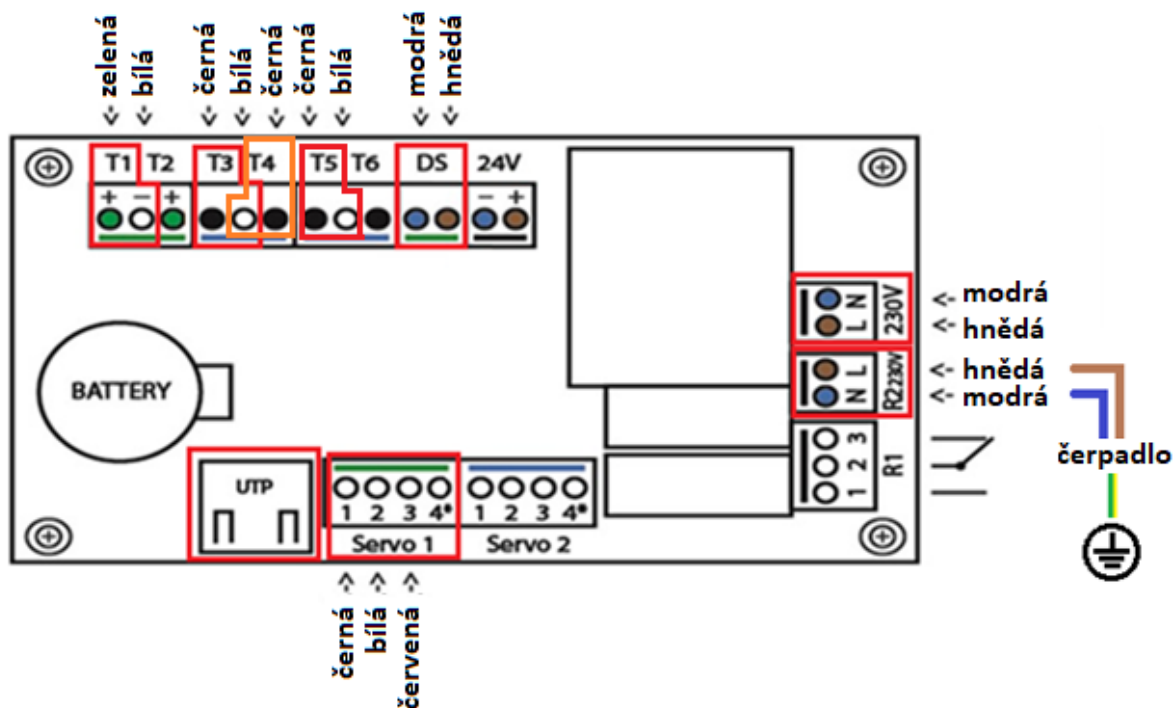 zelená
bílá
černá
bílá
černá
černá
bílá
modrá
hnědá
T1 T2 T3 T4 T5 T6 DS 24V
+ − + − +
N
L
230V
modrá
hnědá
L
N
R2 230V
hnědá
modrá
čerpadlo
3
2
1
R1
BATTERY
UTP
1 2 3 4* 1 2 3 4*
Servo 1 Servo 2
černá
bílá
červená